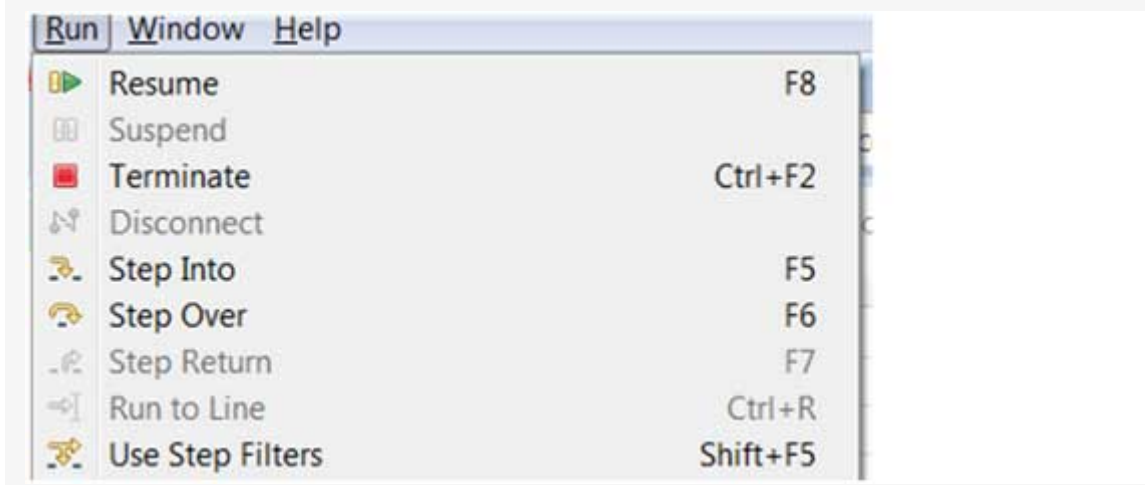 Run Window Help
Resume F8
Suspend
Terminate Ctrl+F2
Disconnect
Step Into F5
Step Over F6
Step Return F7
Run to Line Ctrl+R
Use Step Filters Shift+F5